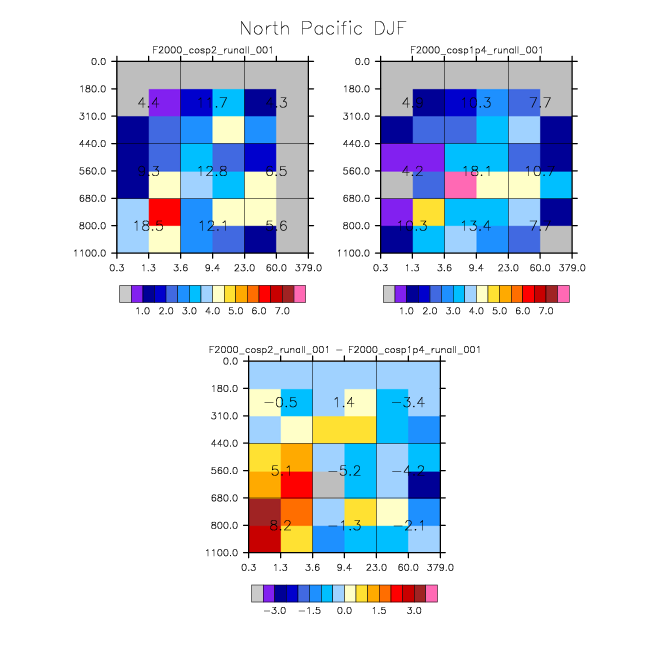 North Pacific DJF
F2000_cosp2_runall_001
F2000_cosp1p4_runall_001
0.0
180.0
310.0
440.0
560.0
680.0
800.0
1100.0
4.4 11.7 4.3
9.3 12.8 6.5
18.5 12.1 5.6
0.3 1.3 3.6 9.4 23.0 60.0 379.0
1.0 2.0 3.0 4.0 5.0 6.0 7.0
0.0
180.0
310.0
440.0
560.0
680.0
800.0
1100.0
4.9 10.3 7.7
4.2 18.1 10.7
10.3 13.4 7.7
0.3 1.3 3.6 9.4 23.0 60.0 379.0
1.0 2.0 3.0 4.0 5.0 6.0 7.0
F2000_cosp2_runall_001 − F2000_cosp1p4_runall_001
0.0
180.0
310.0
440.0
560.0
680.0
800.0
1100.0
−0.5 1.4 −3.4
5.1 −5.2 −4.2
8.2 −1.3 −2.1
0.3 1.3 3.6 9.4 23.0 60.0 379.0
−3.0 −1.5 0.0 1.5 3.0